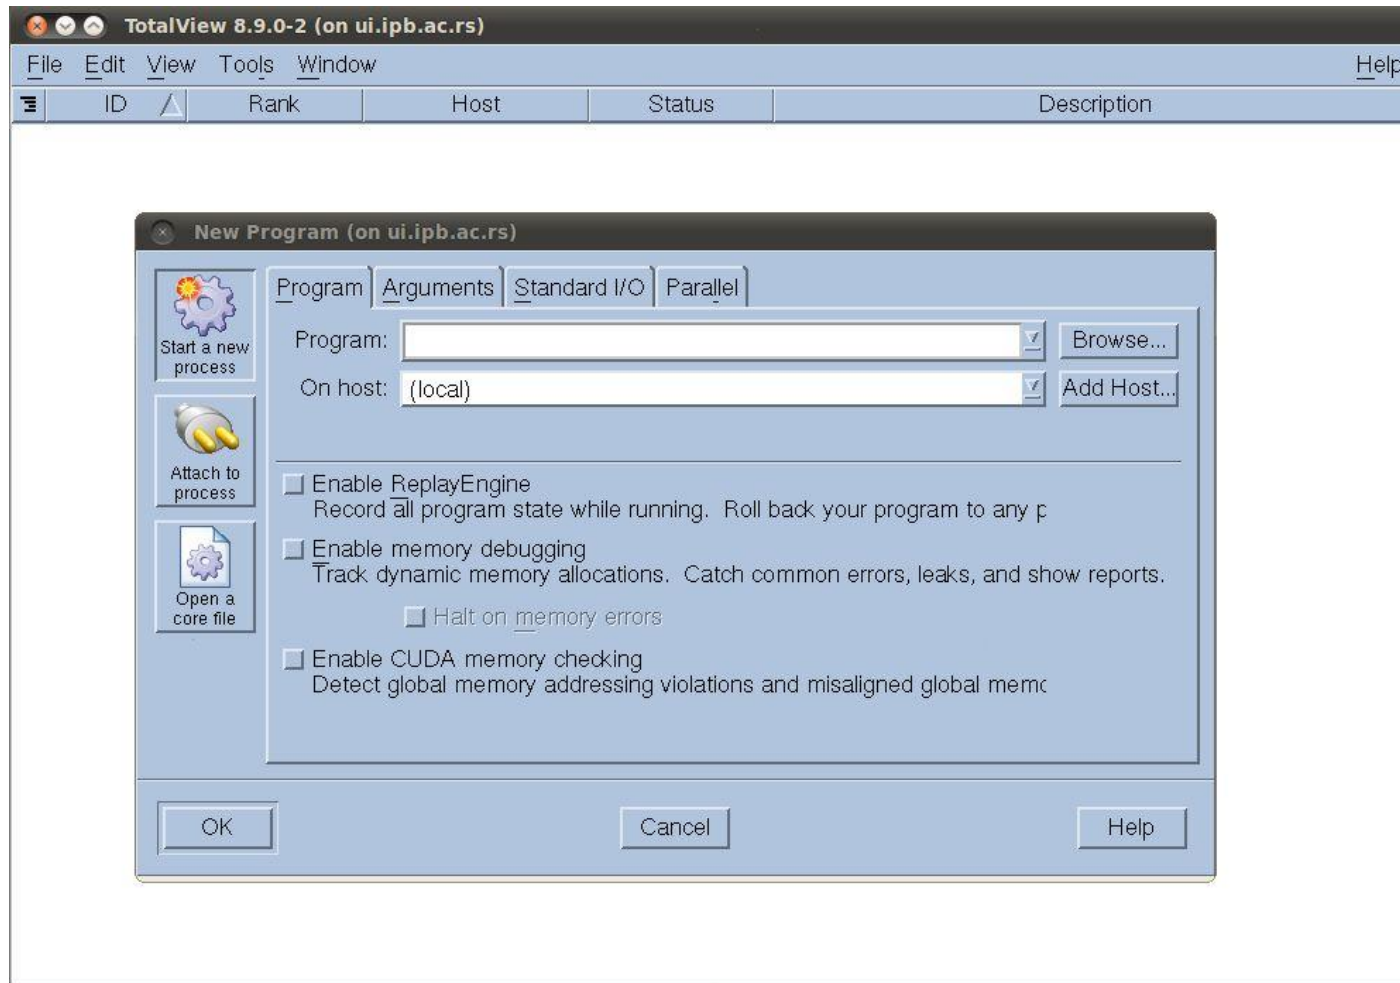 TotalView 8.9.0-2 (on ui.ipb.ac.rs)
File Edit View Tools Window Help
ID Rank Host Status Description
New Program (on ui.ipb.ac.rs)
Start a new
process
Attach to
process
Open a
core file
Program Arguments Standard I/O Parallel
Program: Browse...
On host: (local) Add Host...
Enable ReplayEngine
Record all program state while running. Roll back your program to any p
Enable memory debugging
Track dynamic memory allocations. Catch common errors, leaks, and show reports.
Halt on memory errors
Enable CUDA memory checking
Detect global memory addressing violations and misaligned global memc
OK Cancel Help